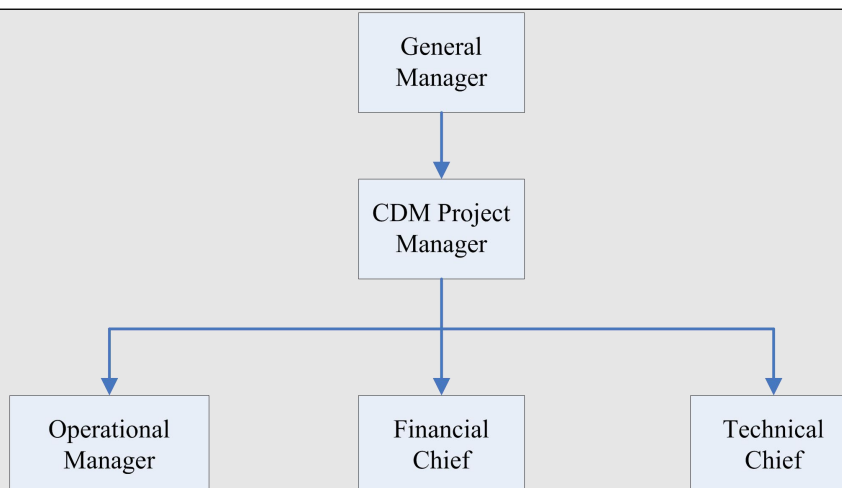 General
Manager
CDM Project
Manager
Operational
Manager
Financial
Chief
Technical
Chief